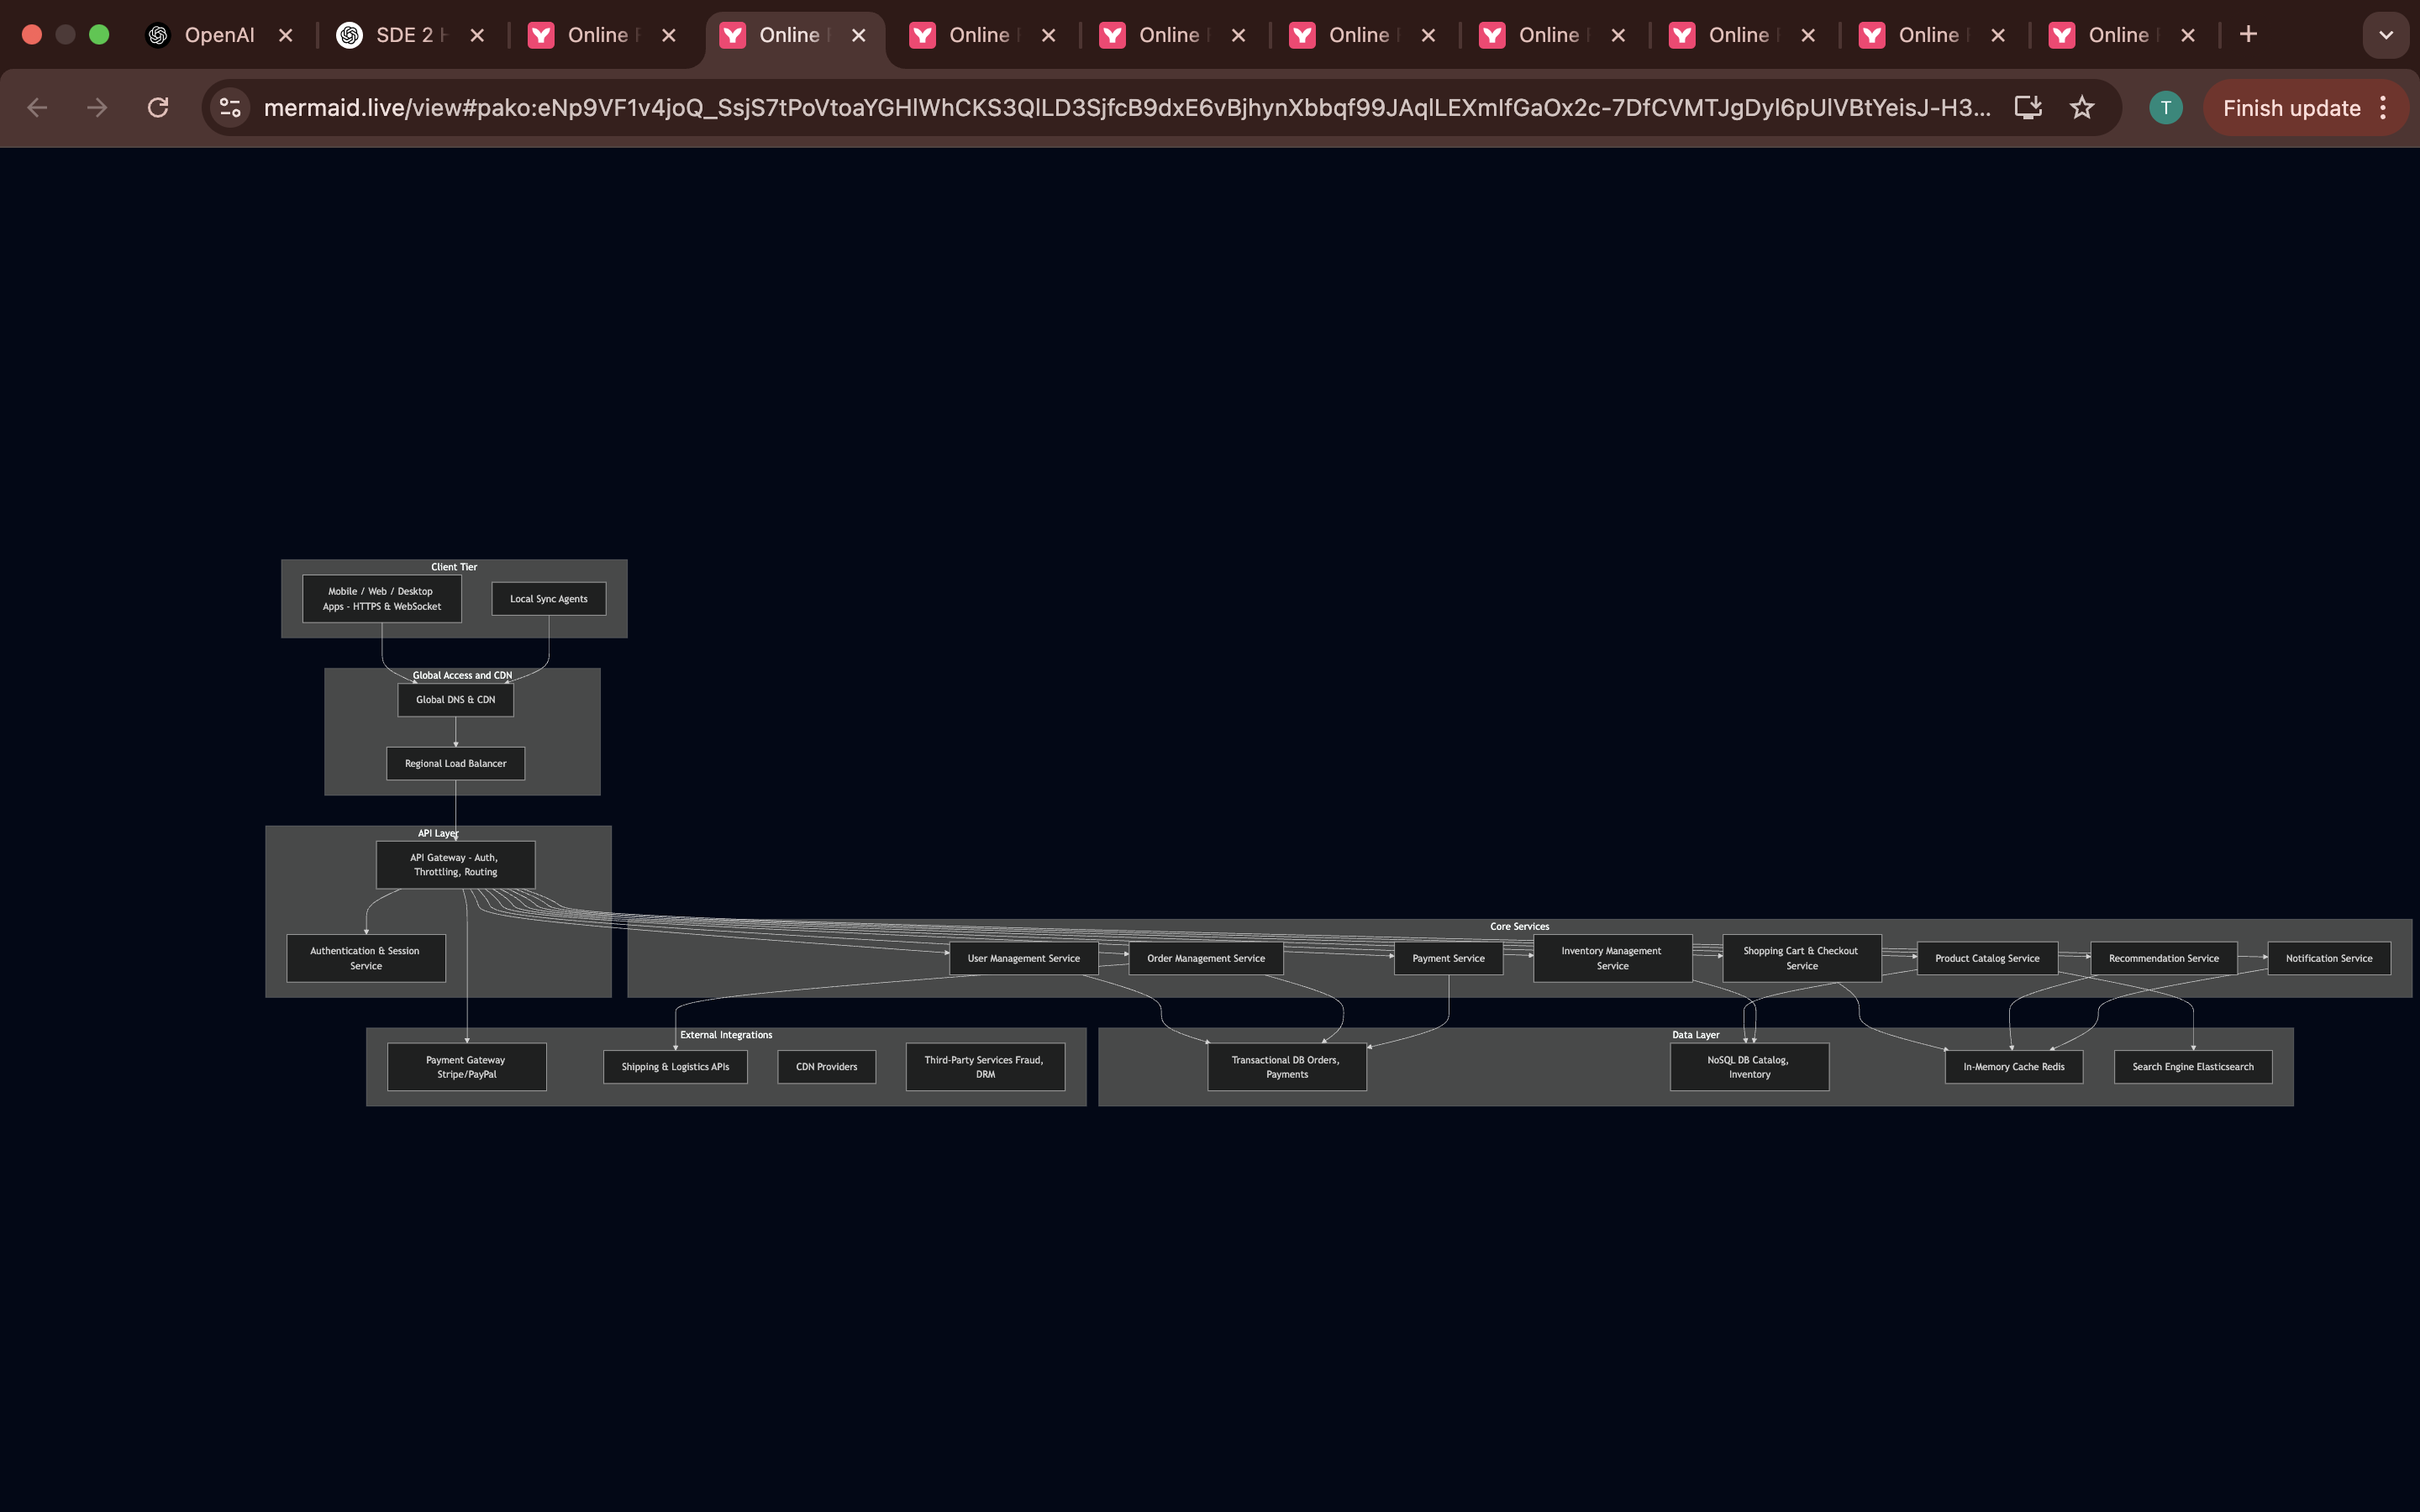 OpenAI
SDE 2
Online
Online
Online
Online
Online
Online
Online
Online
Online
mermaid.live/view#pako:eNp9VF1v4joQ_SsjS7tPoVtoaYGHlWhCKS3QlLD3SjfcB9dxE6vBjhynXbbqf99JAqlLEXmIfGaOx2c-7DfCVMTJgDyl6pUlVBtYeisJ-H3...
T
Finish update
Client Tier
Mobile / Web / Desktop
Apps - HTTPS & WebSocket
Local Sync Agents
Global Access and CDN
Global DNS & CDN
Regional Load Balancer
API Layer
API Gateway - Auth,
Throttling, Routing
Authentication & Session
Service
Core Services
User Management Service
Order Management Service
Payment Service
Inventory Management
Service
Shopping Cart & Checkout
Service
Product Catalog Service
Recommendation Service
Notification Service
External Integrations
Payment Gateway
Stripe/PayPal
Shipping & Logistics APIs
CDN Providers
Third-Party Services Fraud,
DRM
Data Layer
Transactional DB Orders,
Payments
NoSQL DB Catalog,
Inventory
In-Memory Cache Redis
Search Engine Elasticsearch